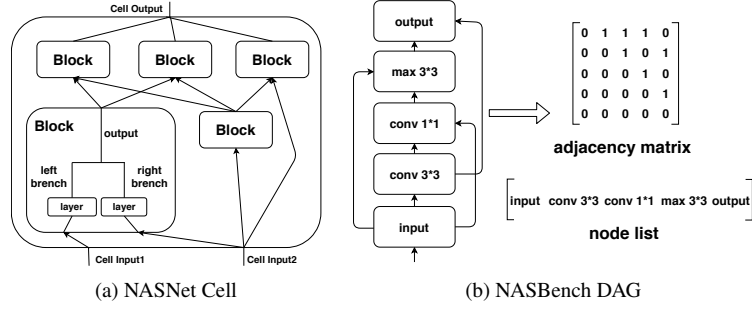 Cell Output
Block
Block
Block
Block
output
Block
left
brench
right
brench
layer
layer
Cell Input1
Cell Input2
(a) NASNet Cell
output
max 3*3
conv 1*1
conv 3*3
input
0 1 1 1 0
0 0 1 0 1
0 0 0 1 0
0 0 0 0 1
0 0 0 0 0
adjacency matrix
input conv 3*3 conv 1*1 max 3*3 output
node list
(b) NASBench DAG